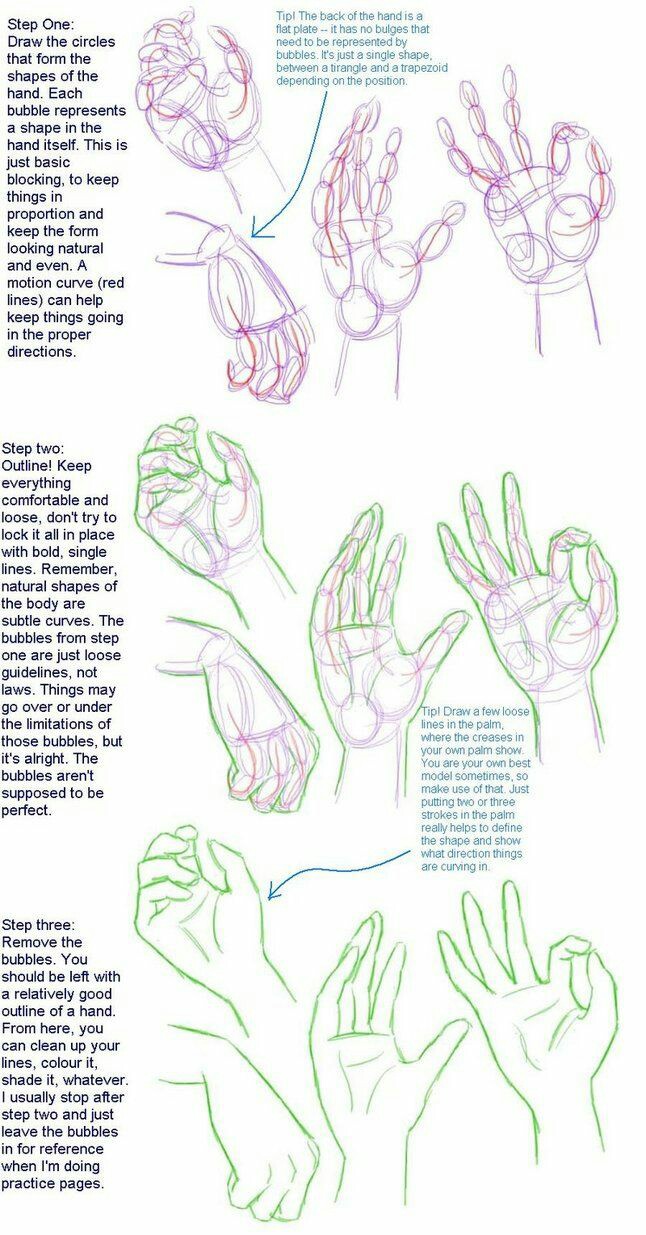 Step One:
Draw the circles
that form the
shapes of the
hand. Each
bubble represents
a shape in the
hand itself. This is
just basic
blocking, to keep
things in
proportion and
keep the form
looking natural
and even. A
motion curve (red
lines) can help
keep things going
in the proper
directions.
Tip! The back of the hand is a
flat plate -- it has no bulges that
need to be represented by
bubbles. It's just a single shape,
between a tirangle and a trapezoid
depending on the position.
Step two:
Outline! Keep
everything
comfortable and
loose, don't try to
lock it all in place
with bold, single
lines. Remember,
natural shapes of
the body are
subtle curves. The
bubbles from step
one are just loose
guidelines, not
laws. Things may
go over or under
the limitations of
those bubbles, but
it's alright. The
bubbles aren't
supposed to be
perfect.
Tip! Draw a few loose
lines in the palm,
where the creases in
your own palm show.
You are your own best
model sometimes, so
make use of that. Just
putting two or three
strokes in the palm
really helps to define
the shape and show
what direction things
are curving in.
Step three:
Remove the
bubbles. You
should be left with
a relatively good
outline of a hand.
From here, you
can clean up your
lines, colour it,
shade it, whatever.
I usually stop after
step two and just
leave the bubbles
in for reference
when I'm doing
practice pages.